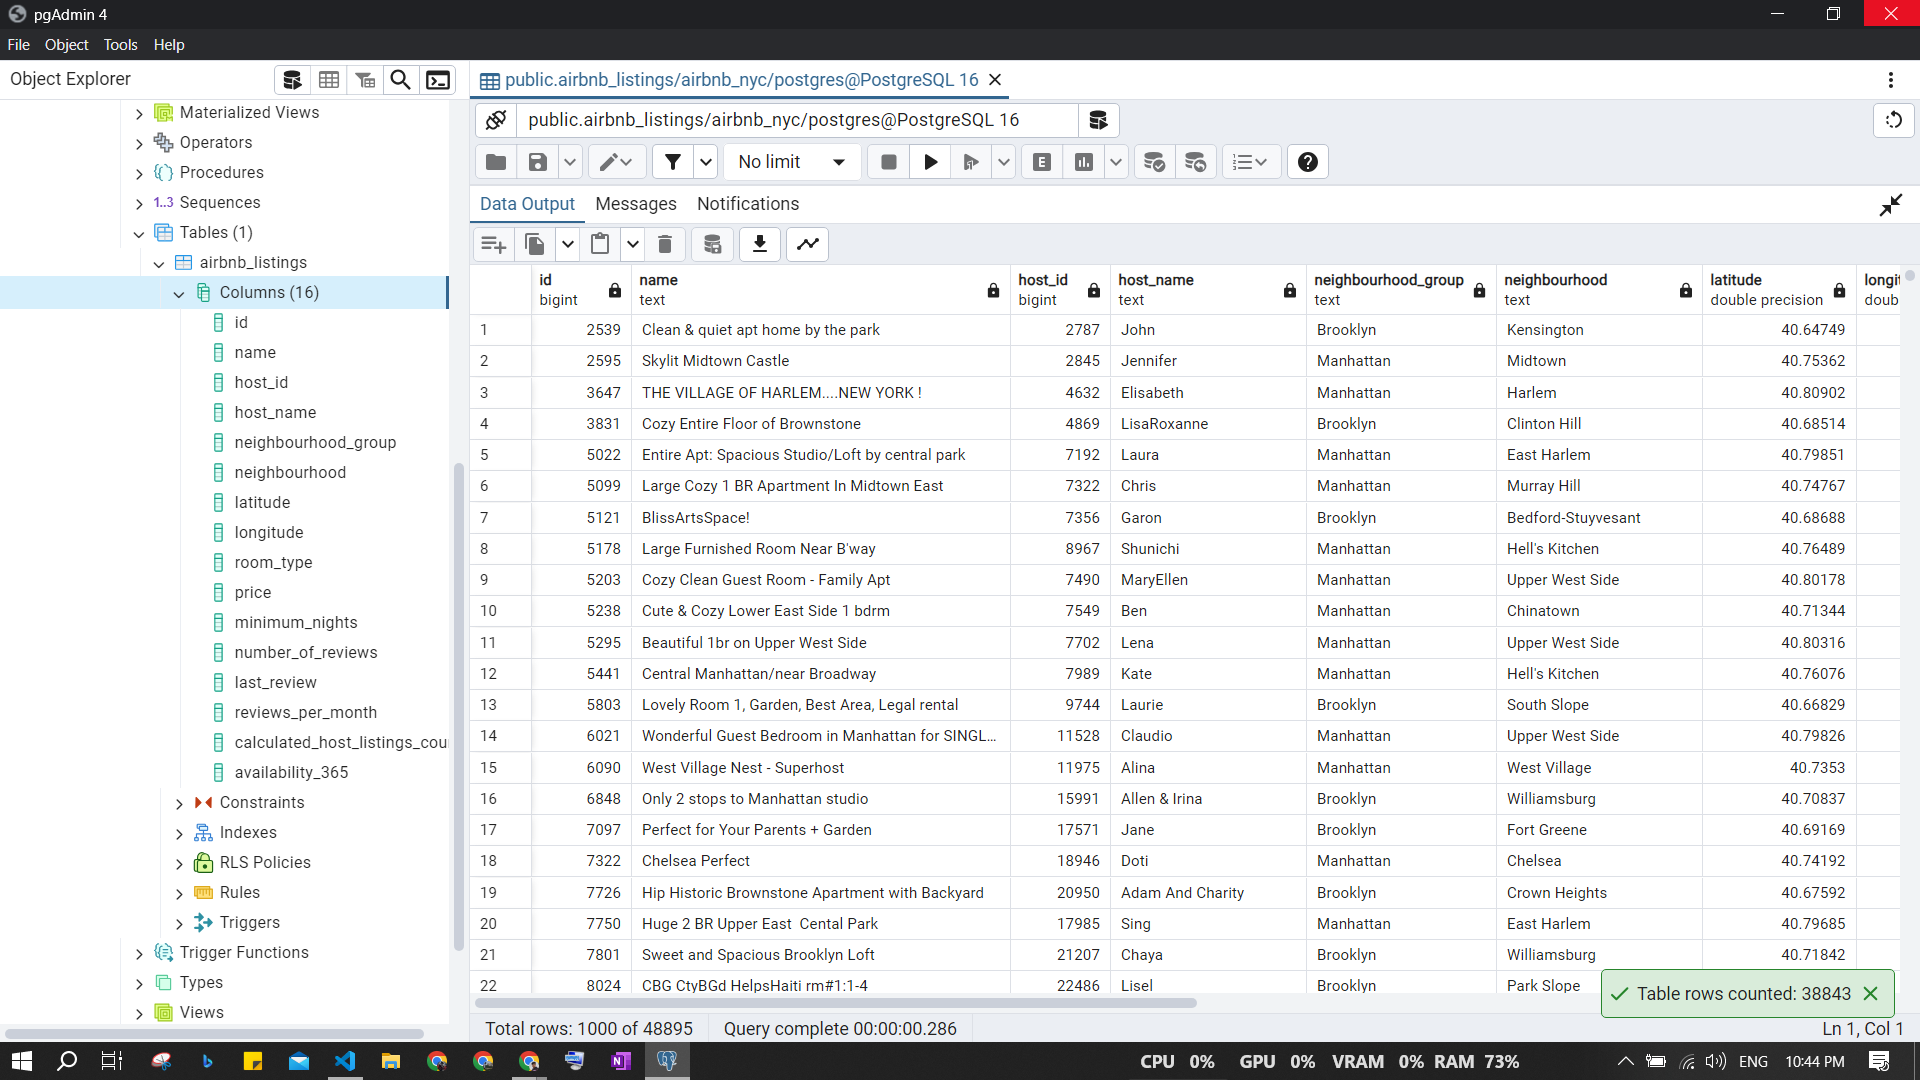 pgAdmin 4
File Object Tools Help
Object Explorer
Materialized Views
Operators
Procedures
1..3 Sequences
Tables (1)
airbnb_listings
Columns (16)
id
name
host_id
host_name
neighbourhood_group
neighbourhood
latitude
longitude
room_type
price
minimum_nights
number_of_reviews
last_review
reviews_per_month
calculated_host_listings_cou
availability_365
Constraints
Indexes
RLS Policies
Rules
Triggers
Trigger Functions
Types
Views
public.airbnb_listings/airbnb_nyc/postgres@PostgreSQL 16
public.airbnb_listings/airbnb_nyc/postgres@PostgreSQL 16
No limit
E
Data Output Messages Notifications
id name host_id host_name neighbourhood_group neighbourhood latitude longit
bigint text bigint text text text double precision doub
1 2539 Clean & quiet apt home by the park 2787 John Brooklyn Kensington 40.64749
2 2595 Skylit Midtown Castle 2845 Jennifer Manhattan Midtown 40.75362
3 3647 THE VILLAGE OF HARLEM....NEW YORK ! 4632 Elisabeth Manhattan Harlem 40.80902
4 3831 Cozy Entire Floor of Brownstone 4869 LisaRoxanne Brooklyn Clinton Hill 40.68514
5 5022 Entire Apt: Spacious Studio/Loft by central park 7192 Laura Manhattan East Harlem 40.79851
6 5099 Large Cozy 1 BR Apartment In Midtown East 7322 Chris Manhattan Murray Hill 40.74767
7 5121 BlissArtsSpace! 7356 Garon Brooklyn Bedford-Stuyvesant 40.68688
8 5178 Large Furnished Room Near B'way 8967 Shunichi Manhattan Hell's Kitchen 40.76489
9 5203 Cozy Clean Guest Room - Family Apt 7490 MaryEllen Manhattan Upper West Side 40.80178
10 5238 Cute & Cozy Lower East Side 1 bdrm 7549 Ben Manhattan Chinatown 40.71344
11 5295 Beautiful 1br on Upper West Side 7702 Lena Manhattan Upper West Side 40.80316
12 5441 Central Manhattan/near Broadway 7989 Kate Manhattan Hell's Kitchen 40.76076
13 5803 Lovely Room 1, Garden, Best Area, Legal rental 9744 Laurie Brooklyn South Slope 40.66829
14 6021 Wonderful Guest Bedroom in Manhattan for SINGL... 11528 Claudio Manhattan Upper West Side 40.79826
15 6090 West Village Nest - Superhost 11975 Alina Manhattan West Village 40.7353
16 6848 Only 2 stops to Manhattan studio 15991 Allen & Irina Brooklyn Williamsburg 40.70837
17 7097 Perfect for Your Parents + Garden 17571 Jane Brooklyn Fort Greene 40.69169
18 7322 Chelsea Perfect 18946 Doti Manhattan Chelsea 40.74192
19 7726 Hip Historic Brownstone Apartment with Backyard 20950 Adam And Charity Brooklyn Crown Heights 40.67592
20 7750 Huge 2 BR Upper East  Cental Park 17985 Sing Manhattan East Harlem 40.79685
21 7801 Sweet and Spacious Brooklyn Loft 21207 Chaya Brooklyn Williamsburg 40.71842
22 8024 CBG CtyBGd HelpsHaiti rm#1:1-4 22486 Lisel Brooklyn Park Slope
Table rows counted: 38843
Total rows: 1000 of 48895 Query complete 00:00:00.286 Ln 1, Col 1
CPU 0% GPU 0% VRAM 0% RAM 73% ENG 10:44 PM